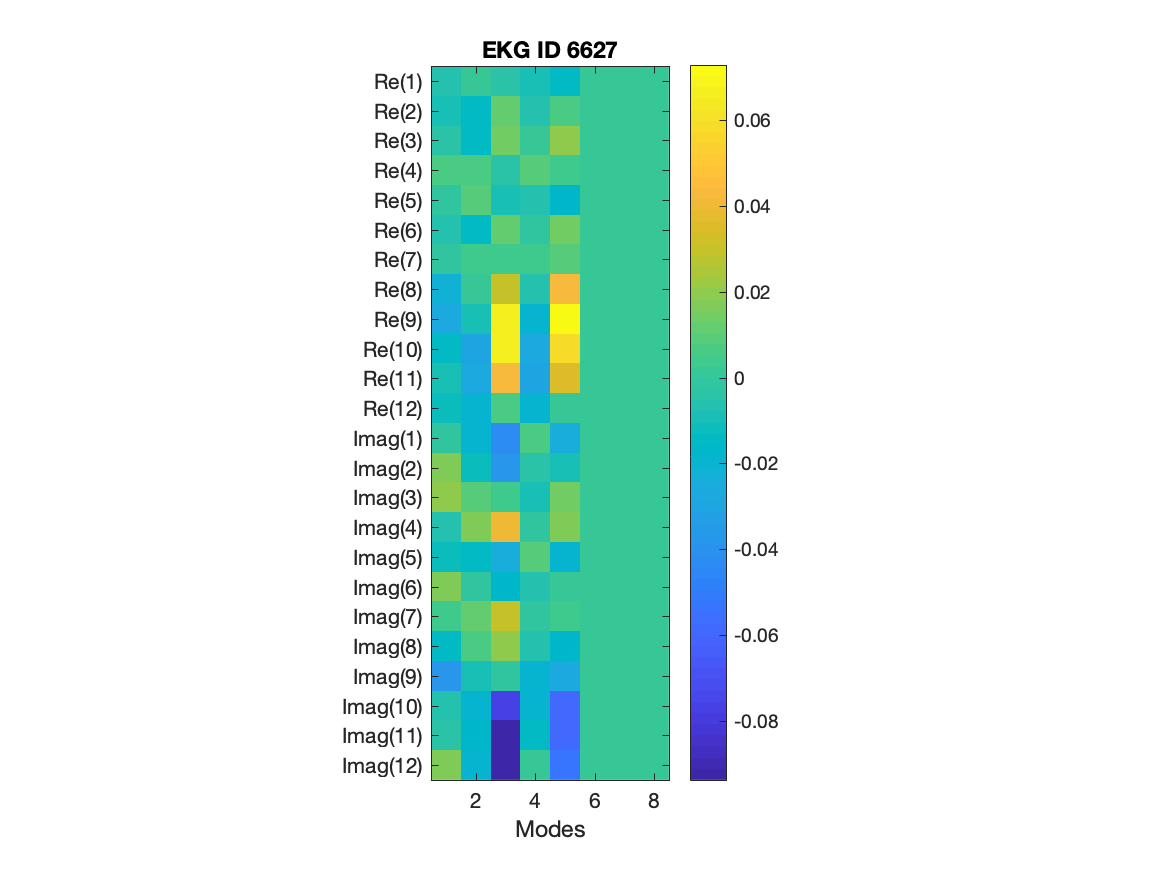 EKG ID 6627
Re(1)
Re(2)
Re(3)
Re(4)
Re(5)
Re(6)
Re(7)
Re(8)
Re(9)
Re(10)
Re(11)
Re(12)
Imag(1)
Imag(2)
Imag(3)
Imag(4)
Imag(5)
Imag(6)
Imag(7)
Imag(8)
Imag(9)
Imag(10)
Imag(11)
Imag(12)
2 4 6 8
Modes
0.06
0.04
0.02
0
-0.02
-0.04
-0.06
-0.08